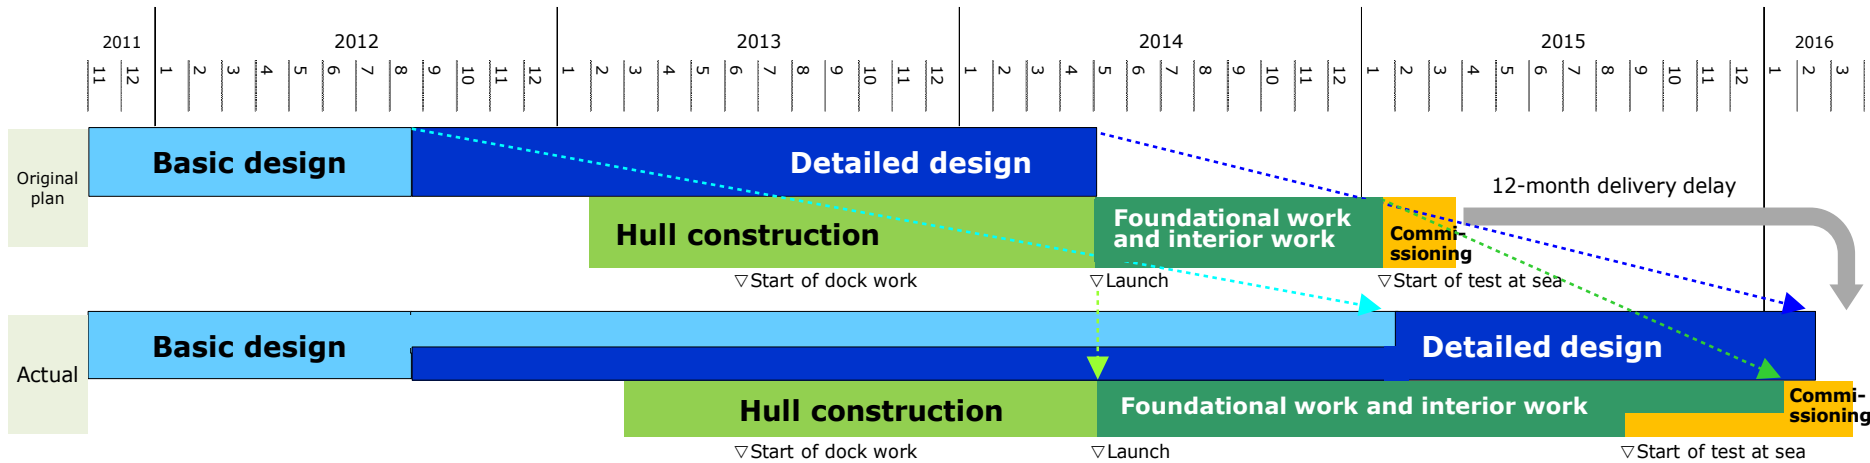 2011 2012 2013 2014 2015 2016
11 12 1 2 3 4 5 6 7 8 9 10 11 12 1 2 3 4 5 6 7 8 9 10 11 12 1 2 3 4 5 6 7 8 9 10 11 12 1 2 3 4 5 6 7 8 9 10 11 12 1 2 3
Original
plan
Basic design
Detailed design
12-month delivery delay
Hull construction
Foundational work
and interior work
Commi-
ssioning
▽Start of dock work
▽Launch
▽Start of test at sea
Actual
Basic design
Detailed design
Hull construction
Foundational work and interior work
Commi-
ssioning
▽Start of dock work
▽Launch
▽Start of test at sea